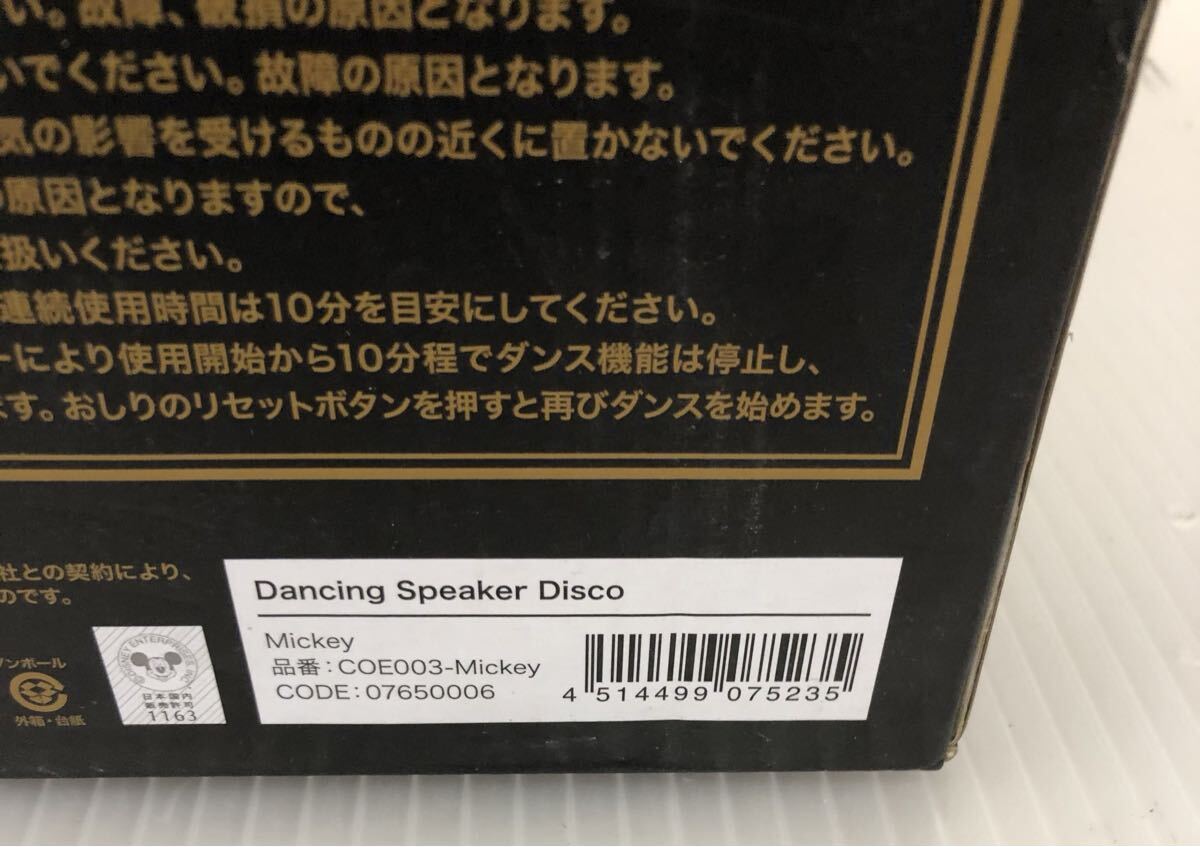 い。故障、破損の原因となります。
いでください。故障の原因となります。
気の影響を受けるものの近くに置かないでください。
の原因となりますので、
扱いください。
連続使用時間は10分を目安にしてください。
ーにより使用開始から10分程でダンス機能は停止し、
ます。おしりのリセットボタンを押すと再びダンスを始めます。
社との契約により、
のです。
ダンボール
外箱・台紙
©DISNEY ENTERPRISES, INC.
日本国内
販売許可
1163
Dancing Speaker Disco
Mickey
品番:COE003-Mickey
CODE:07650006
4 514499 075235